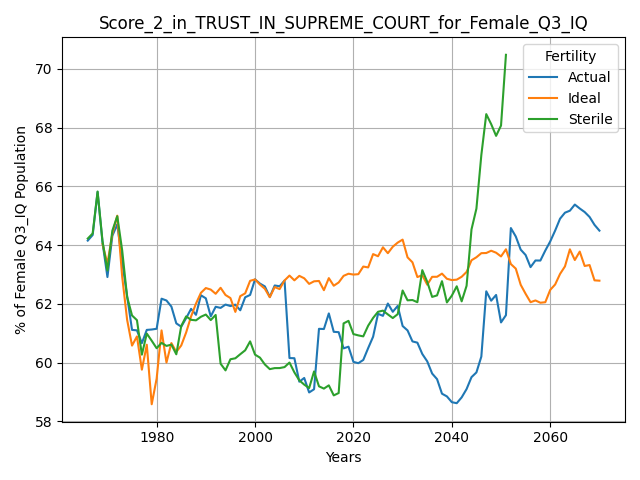 Score_2_in_TRUST_IN_SUPREME_COURT_for_Female_Q3_IQ
Fertility
Actual
Ideal
Sterile
% of Female Q3_IQ Population
70
68
66
64
62
60
58
1980
2000
2020
2040
2060
Years